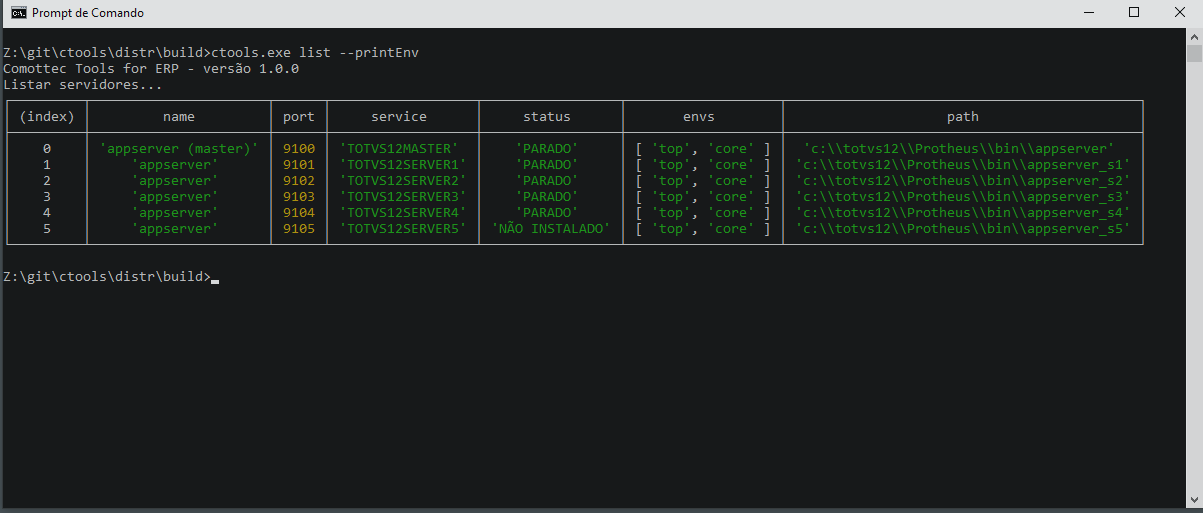 Prompt de Comando
Z:\git\ctools\distr\build>ctools.exe list --printEnv
Comottec Tools for ERP - versão 1.0.0
Listar servidores...
(index) name port service status envs path
0 'appserver (master)' 9100 'TOTVS12MASTER' 'PARADO' [ 'top', 'core' ] 'c:\\totvs12\\Protheus\\bin\\appserver'
1 'appserver' 9101 'TOTVS12SERVER1' 'PARADO' [ 'top', 'core' ] 'c:\\totvs12\\Protheus\\bin\\appserver_s1'
2 'appserver' 9102 'TOTVS12SERVER2' 'PARADO' [ 'top', 'core' ] 'c:\\totvs12\\Protheus\\bin\\appserver_s2'
3 'appserver' 9103 'TOTVS12SERVER3' 'PARADO' [ 'top', 'core' ] 'c:\\totvs12\\Protheus\\bin\\appserver_s3'
4 'appserver' 9104 'TOTVS12SERVER4' 'PARADO' [ 'top', 'core' ] 'c:\\totvs12\\Protheus\\bin\\appserver_s4'
5 'appserver' 9105 'TOTVS12SERVER5' 'NÃO INSTALADO' [ 'top', 'core' ] 'c:\\totvs12\\Protheus\\bin\\appserver_s5'
Z:\git\ctools\distr\build>